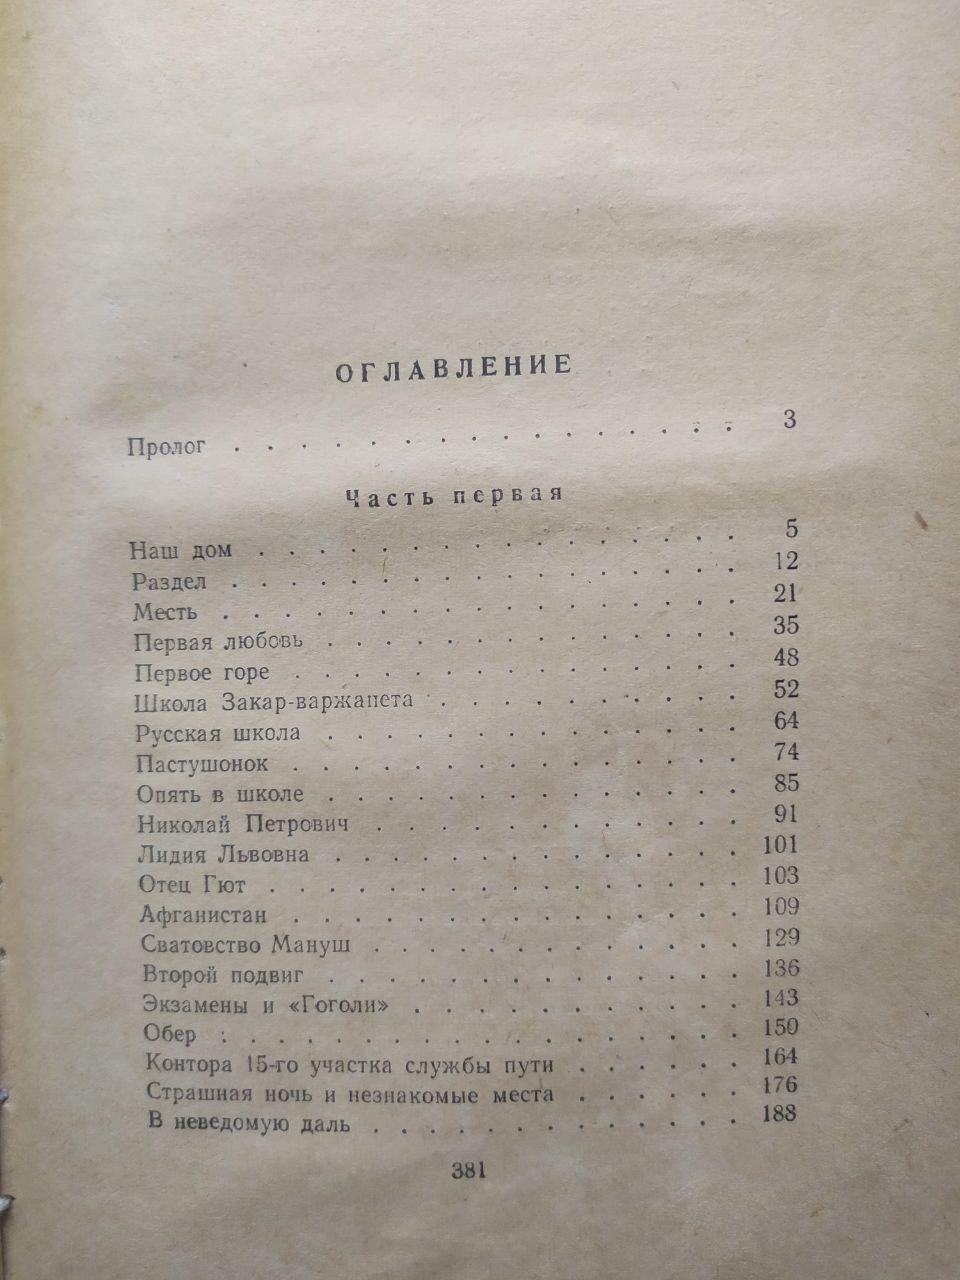 ОГЛАВЛЕНИЕ
Пролог . . . . . . . . . . . . . . . 3
Часть первая
Наш дом . . . . . . . . . . . . . . . 5
Раздел . . . . . . . . . . . . . . . 12
Месть . . . . . . . . . . . . . . . 21
Первая любовь . . . . . . . . . . . . . 35
Первое горе . . . . . . . . . . . . . 48
Школа Закар-варжапета . . . . . . . . . 52
Русская школа . . . . . . . . . . . . 64
Пастушонок . . . . . . . . . . . . . 74
Опять в школе . . . . . . . . . . . . 85
Николай Петрович . . . . . . . . . . . 91
Лидия Львовна . . . . . . . . . . . . 101
Отец Гют . . . . . . . . . . . . . . 103
Афганистан . . . . . . . . . . . . . 109
Сватовство Мануш . . . . . . . . . . . 129
Второй подвиг . . . . . . . . . . . . 136
Экзамены и «Гоголи» . . . . . . . . . . 143
Обер . . . . . . . . . . . . . . . 150
Контора 15-го участка службы пути . . . . . . 164
Страшная ночь и незнакомые места . . . . . . 176
В неведомую даль . . . . . . . . . . . 188
381